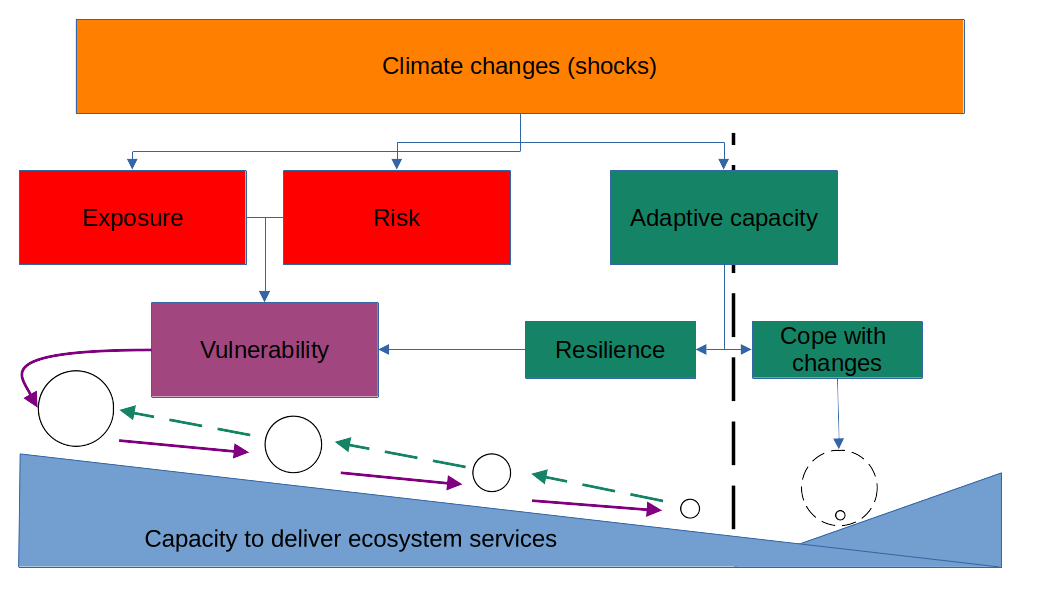 Climate changes (shocks)
Exposure
Risk
Adaptive capacity
Vulnerability
Resilience
Cope with
changes
Capacity to deliver ecosystem services